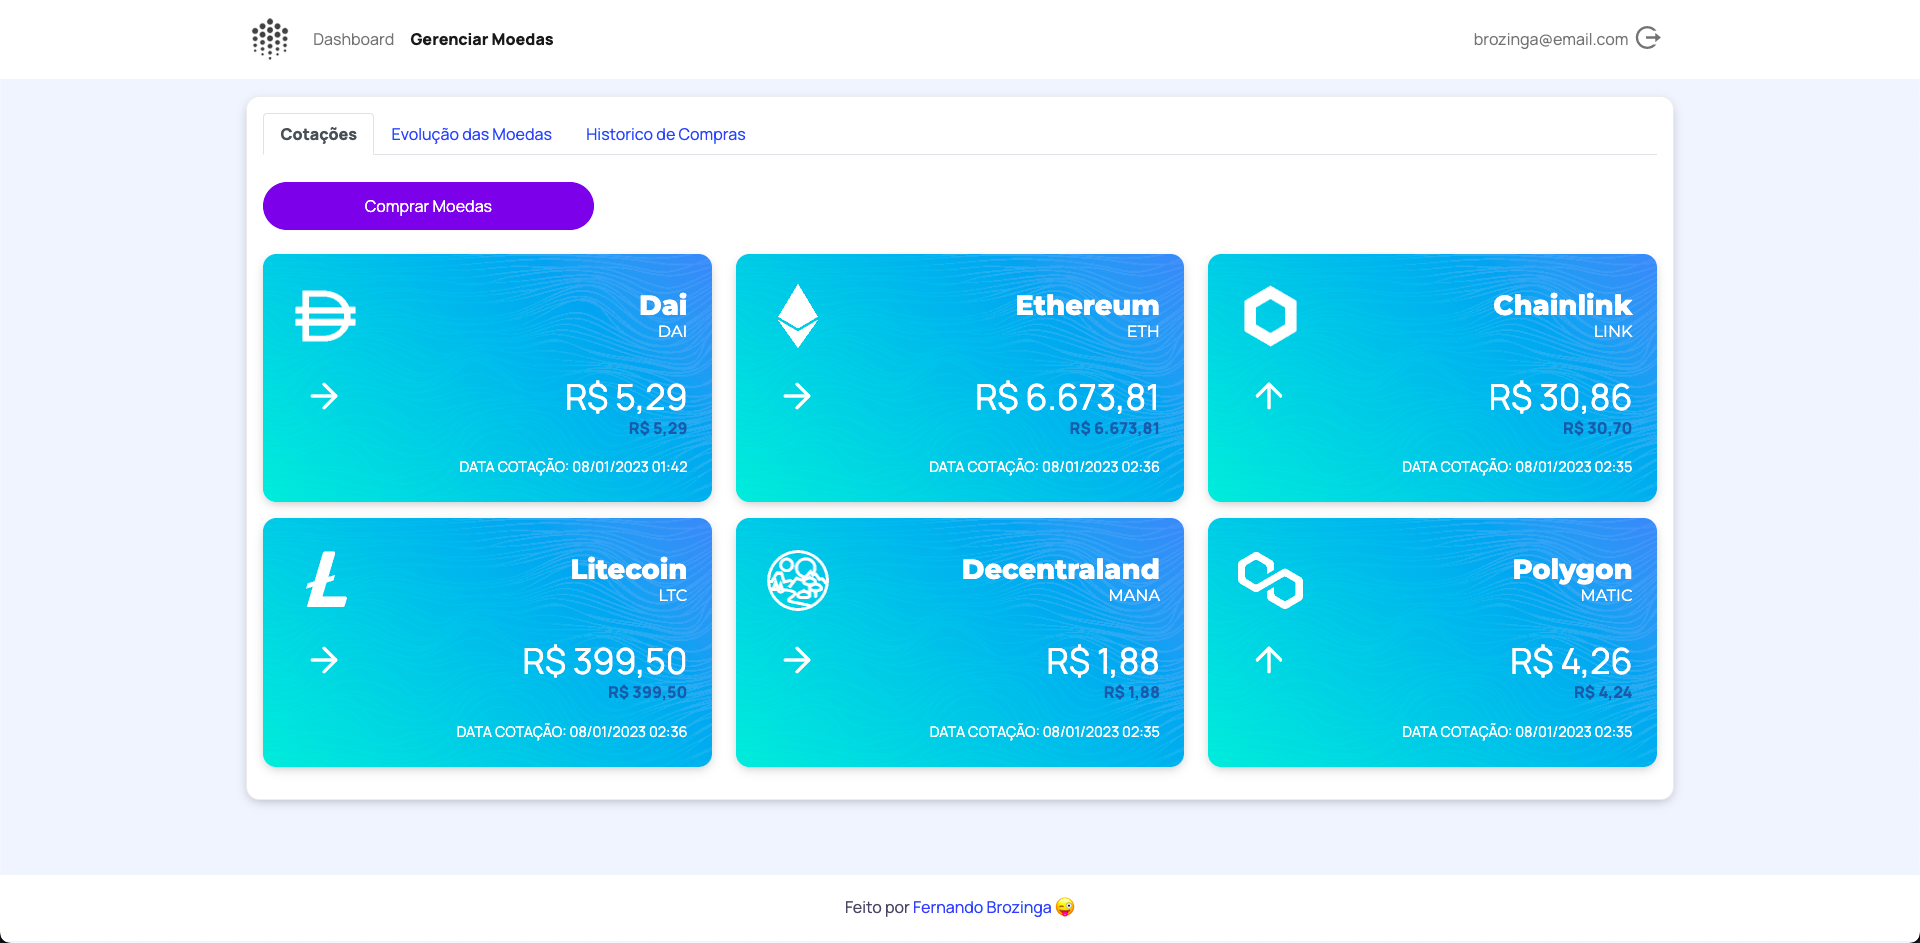 Dashboard Gerenciar Moedas brozinga@email.com
Cotações Evolução das Moedas Historico de Compras
Comprar Moedas
Dai
DAI
R$ 5,29
R$ 5,29
DATA COTAÇÃO: 08/01/2023 01:42
Ethereum
ETH
R$ 6.673,81
R$ 6.673,81
DATA COTAÇÃO: 08/01/2023 02:36
Chainlink
LINK
R$ 30,86
R$ 30,70
DATA COTAÇÃO: 08/01/2023 02:35
Litecoin
LTC
R$ 399,50
R$ 399,50
DATA COTAÇÃO: 08/01/2023 02:36
Decentraland
MANA
R$ 1,88
R$ 1,88
DATA COTAÇÃO: 08/01/2023 02:35
Polygon
MATIC
R$ 4,26
R$ 4,24
DATA COTAÇÃO: 08/01/2023 02:35
Feito por Fernando Brozinga 😜